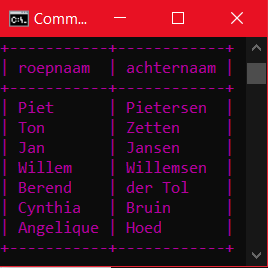 Comm...
+-----------+------------+
| roepnaam  | achternaam |
+-----------+------------+
| Piet      | Pietersen  |
| Ton       | Zetten     |
| Jan       | Jansen     |
| Willem    | Willemsen  |
| Berend    | der Tol    |
| Cynthia   | Bruin      |
| Angelique | Hoed       |
+-----------+------------+